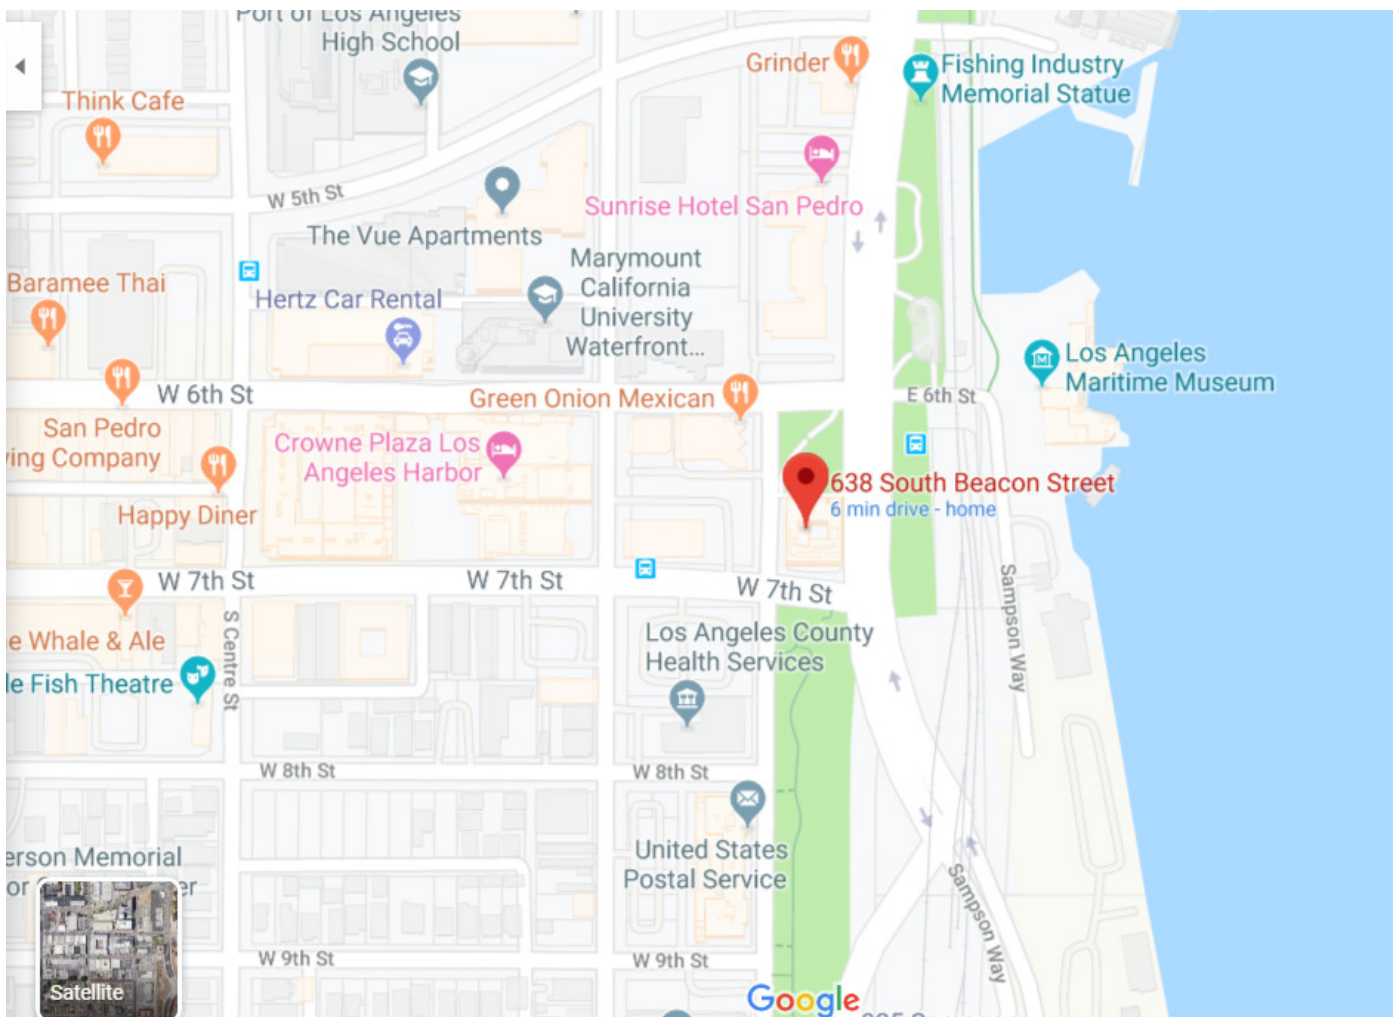 Port of Los Angeles
High School
Grinder
Fishing Industry
Memorial Statue
Think Cafe
W 5th St
Sunrise Hotel San Pedro
The Vue Apartments
Marymount
California
University
Waterfront...
Baramee Thai
Hertz Car Rental
Los Angeles
Maritime Museum
W 6th St
Green Onion Mexican
E 6th St
San Pedro
ving Company
Crowne Plaza Los
Angeles Harbor
638 South Beacon Street
6 min drive - home
Happy Diner
W 7th St
W 7th St
W 7th St
Sampson Way
S Centre St
e Whale & Ale
Los Angeles County
Health Services
le Fish Theatre
W 8th St
W 8th St
United States
Postal Service
erson Memorial
or
er
Sampson Way
W 9th St
W 9th St
Satellite
Google